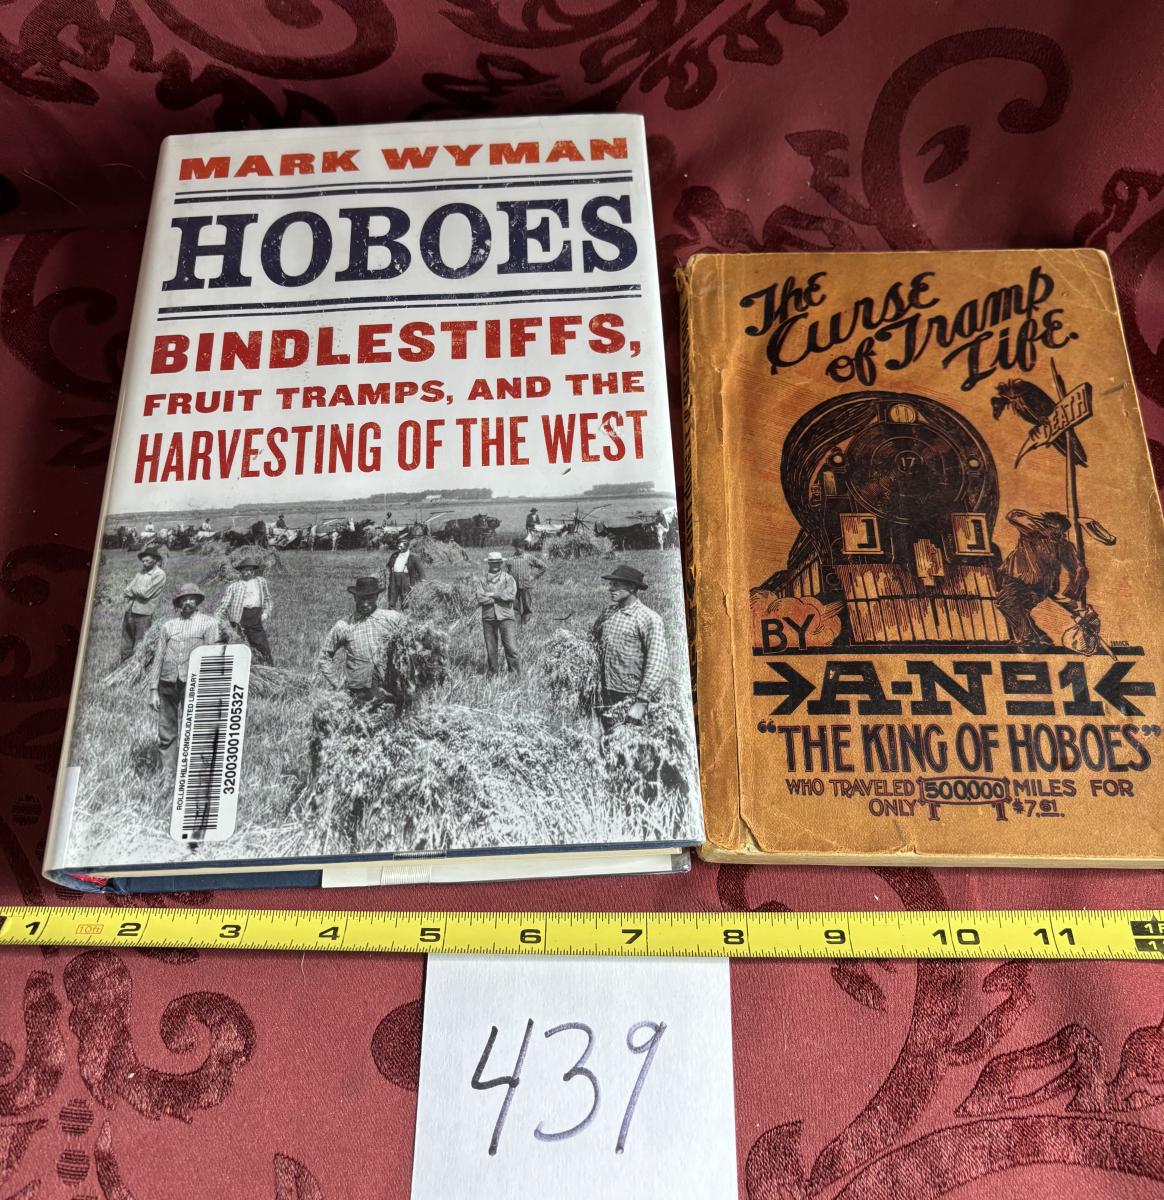 MARK WYMAN
HOBOES
BINDLESTIFFS,
FRUIT TRAMPS, AND THE
HARVESTING OF THE WEST
ROLLING HILLS CONSOLIDATED LIBRARY
32003001005327
The
Curse
of Tramp
Life.
DEATH
17
BY
A-No1
"THE KING OF HOBOES"
WHO TRAVELED 500,000 MILES FOR
ONLY $7.61.
1 10ft 2 3 4 5 6 7 8 9 10 11
439